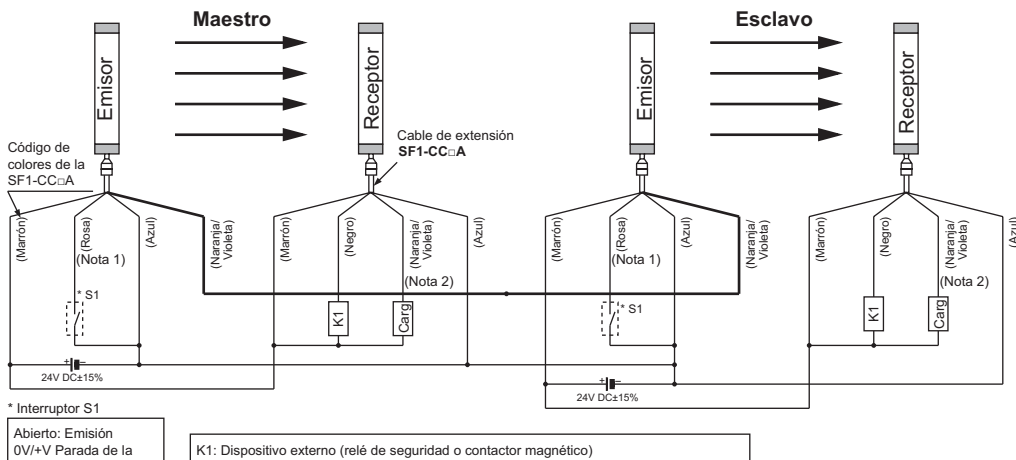 Maestro
Esclavo
Emisor
Receptor
Emisor
Receptor
Código de
colores de la
SF1-CC□A
Cable de extensión
SF1-CC□A
(Marrón)
(Rosa)
(Azul)
(Naranja/
Violeta)
(Marrón)
(Negro)
(Naranja/
Violeta)
(Azul)
(Marrón)
(Rosa)
(Azul)
(Naranja/
Violeta)
(Marrón)
(Negro)
(Naranja/
Violeta)
(Azul)
(Nota 1)
(Nota 2)
(Nota 1)
(Nota 2)
* S1
K1
Carg
* S1
K1
Carg
+ –
24V DC±15%
+ –
24V DC±15%
* Interruptor S1
Abierto: Emisión
0V/+V Parada de la
K1: Dispositivo externo (relé de seguridad o contactor magnético)